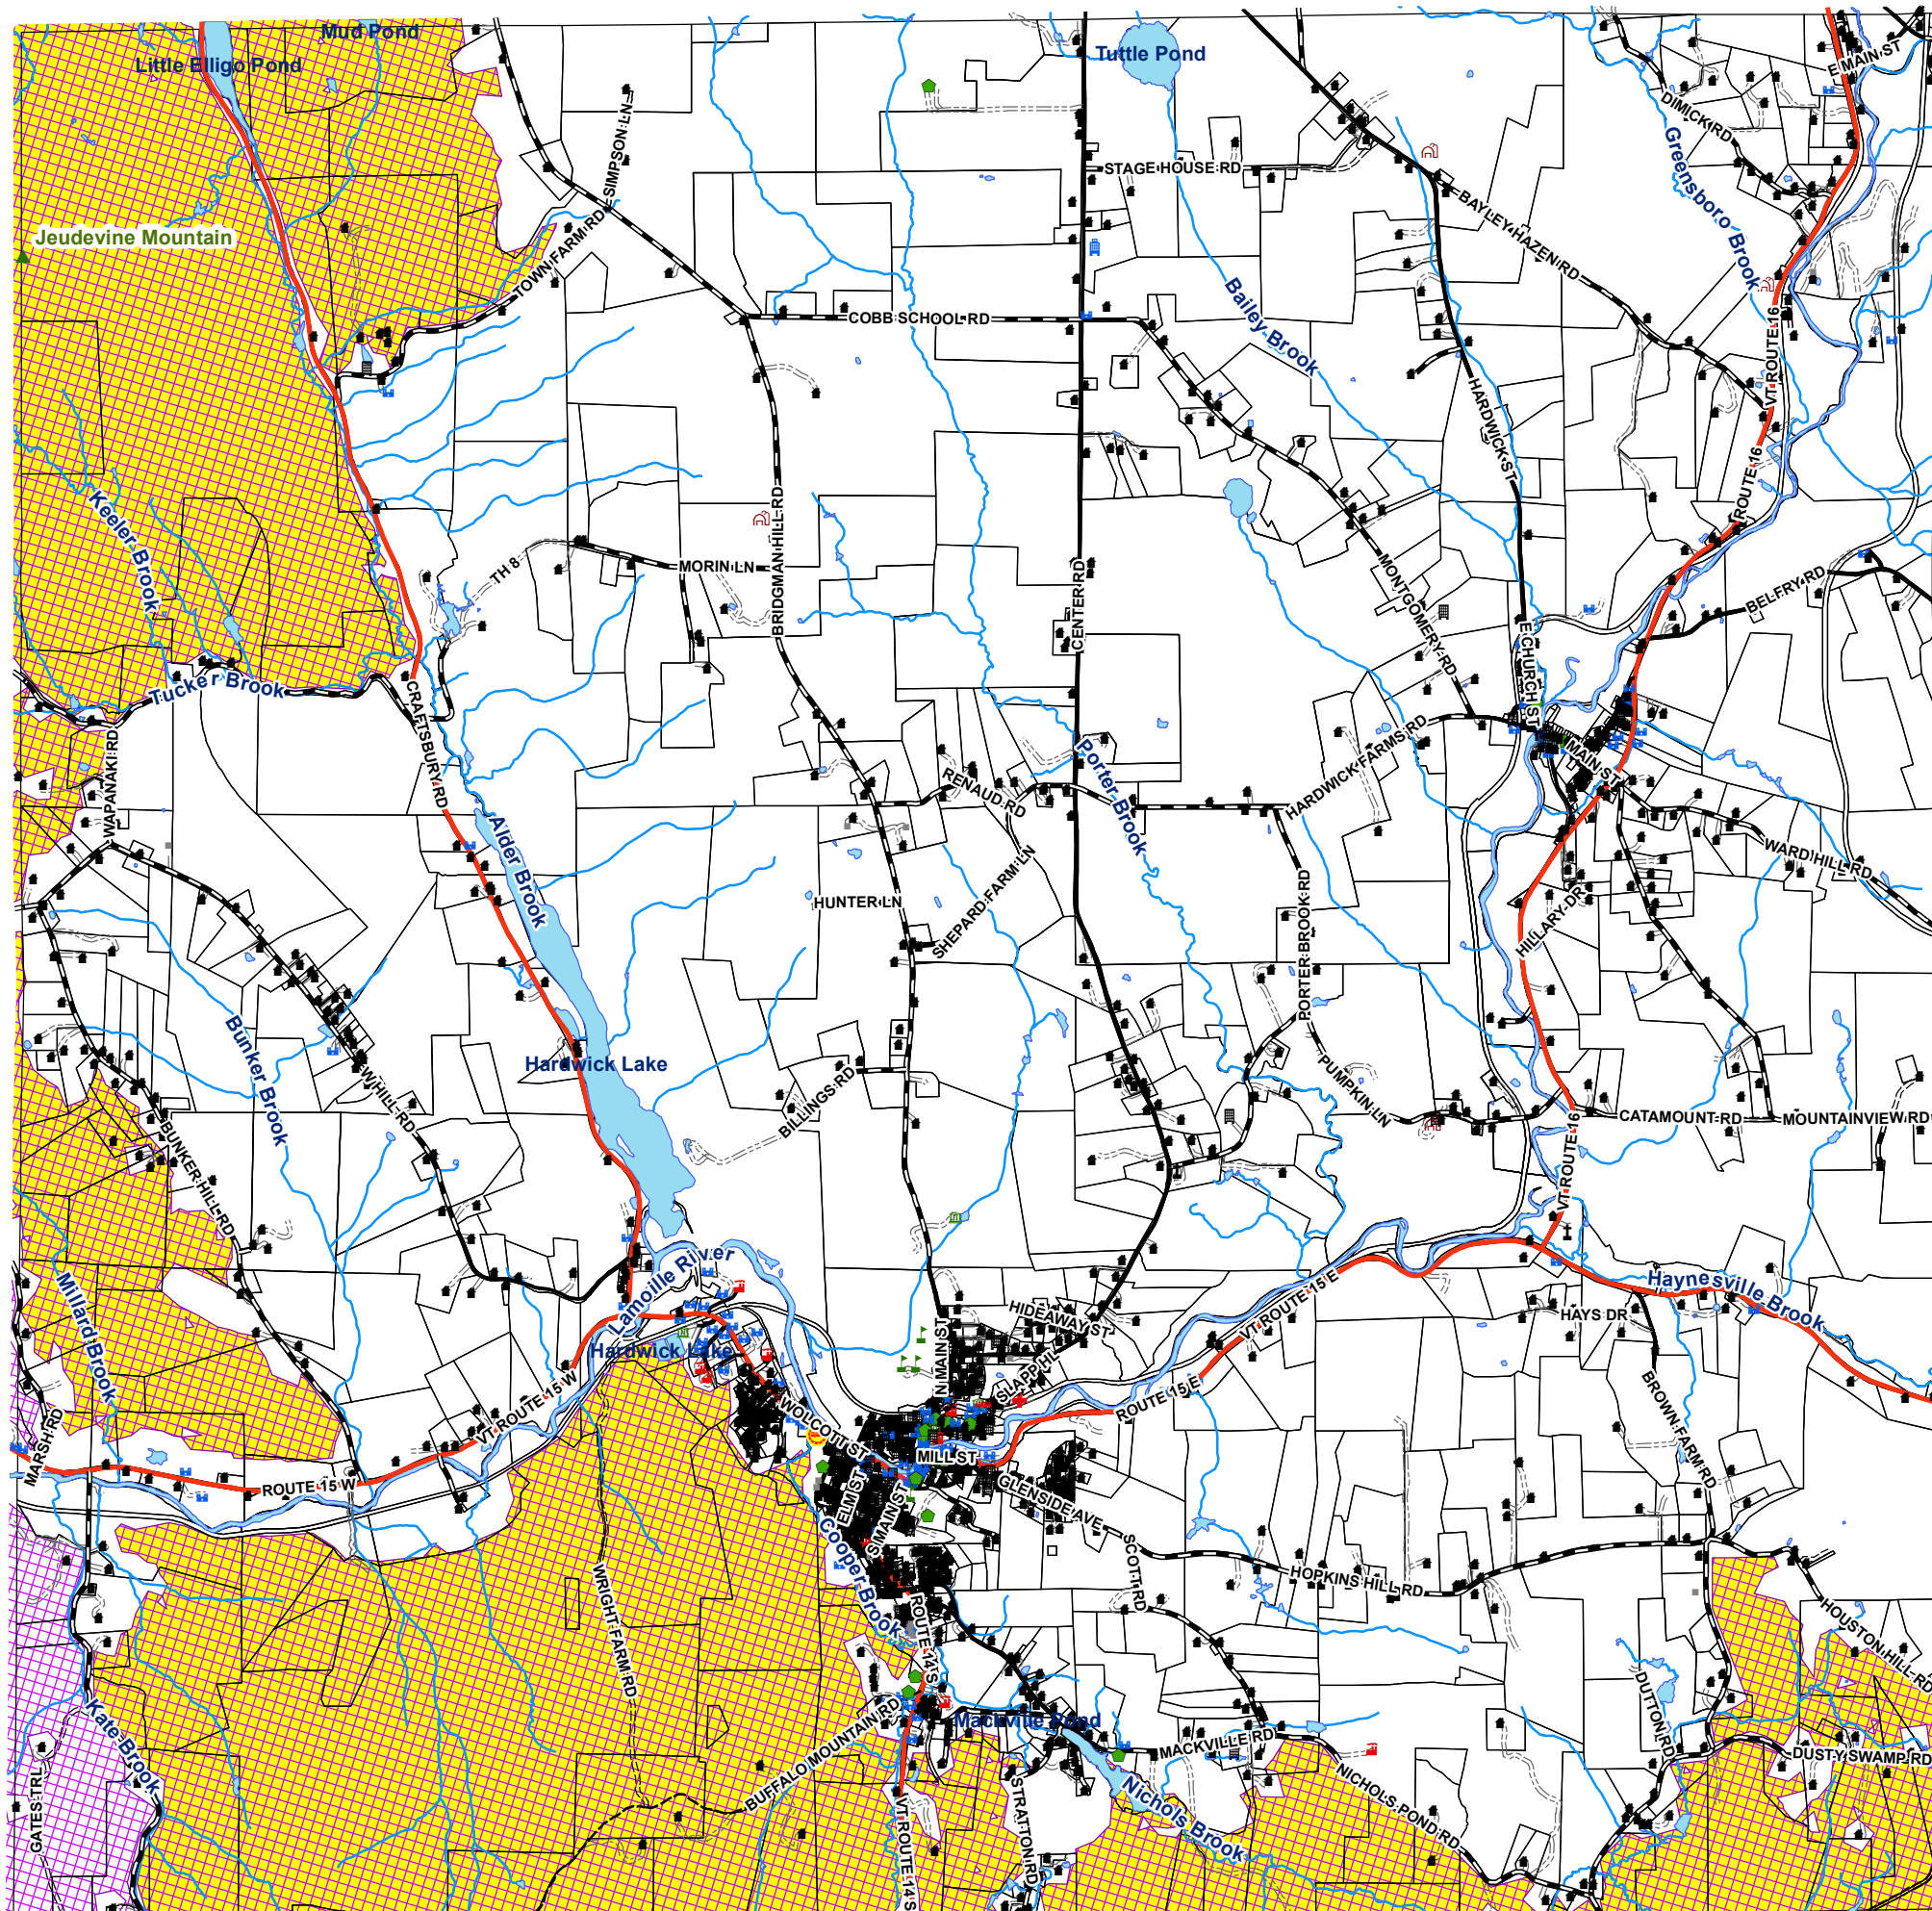 Mud Pond
Little Elligo Pond
Tuttle Pond
E MAIN ST
DIMICK RD
SIMPSON LN
STAGE HOUSE RD
Greensboro Brook
BAYLEY HAZEN RD
Jeudevine Mountain
TOWN FARM RD
Bailey Brook
COBB SCHOOL RD
VT ROUTE 16
HARDWICK ST
ROUTE 16
Keeler Brook
BRIDGMAN HILL RD
TH 8
MORIN LN
CENTER RD
MONTGOMERY RD
BELFRY RD
E CHURCH ST
Tucker Brook
CRAFTSBURY RD
WAPANAKI RD
Porter Brook
RENAUD RD
HARDWICK FARMS RD
MAIN ST
Alder Brook
WARD HILL RD
HUNTER LN
SHEPARD FARM LN
PORTER BROOK RD
HILLARY DR
Bunker Brook
Hardwick Lake
W HILL RD
BILLINGS RD
PUMPKIN LN
CATAMOUNT RD
MOUNTAINVIEW RD
BUNKER HILL RD
VT ROUTE 16
Lamoille River
Millard Brook
Haynesville Brook
HIDEAWAY ST
VT ROUTE 15 E
HAYS DR
Hardwick Lake
N MAIN ST
SLAPP HL
ROUTE 15 E
BROWN FARM RD
MARSH RD
VT ROUTE 15 W
WOLCOTT ST
MILL ST
ROUTE 15 W
GLENSIDE AVE
ELM ST
S MAIN ST
Cooper Brook
SCOTT RD
HOPKINS HILL RD
WRIGHT FARM RD
ROUTE 14 S
HOUSTON HILL RD
DUTTON RD
Kate Brook
Mackville Pond
BUFFALO MOUNTAIN RD
MACKVILLE RD
DUSTY SWAMP RD
GATES TRL
STRATTON RD
Nichols Brook
NICHOLS POND RD
VT ROUTE 14 S